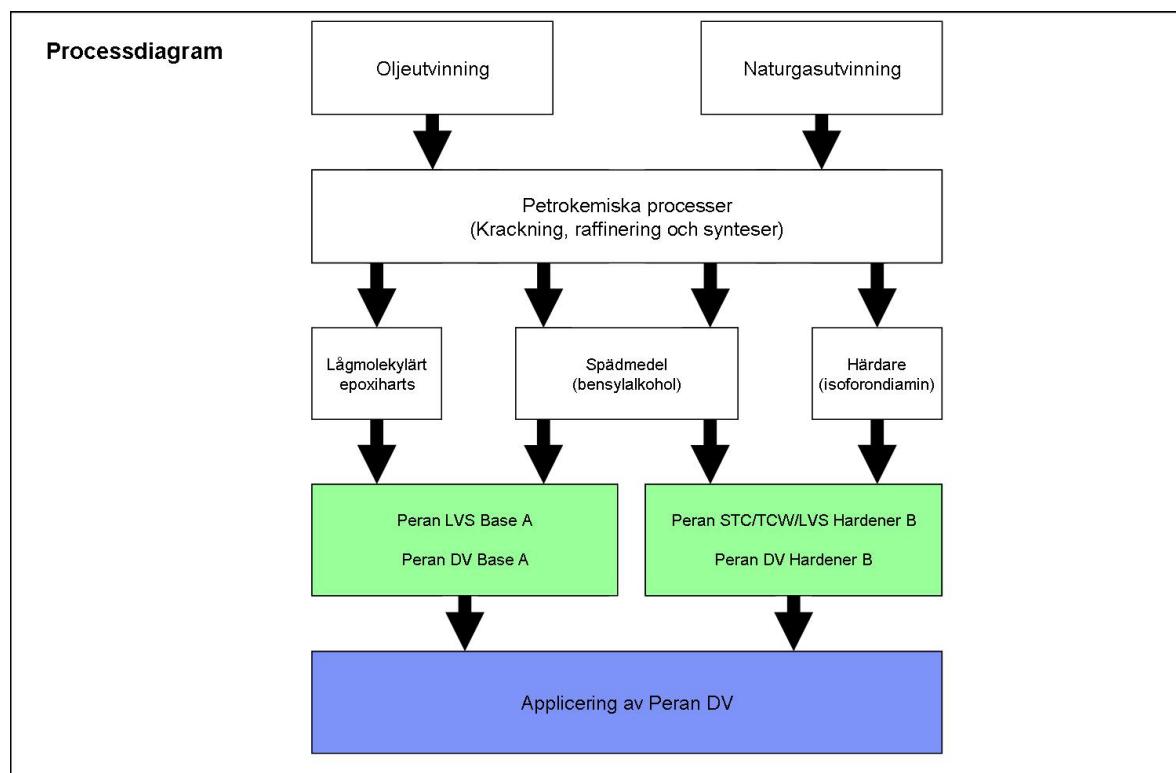 Processdiagram
Oljeutvinning
Naturgasutvinning
Petrokemiska processer
(Krackning, raffinering och synteser)
Lågmolekylärt
epoxiharts
Spädmedel
(bensylalkohol)
Härdare
(isoforondiamin)
Peran LVS Base A
Peran DV Base A
Peran STC/TCW/LVS Hardener B
Peran DV Hardener B
Applicering av Peran DV